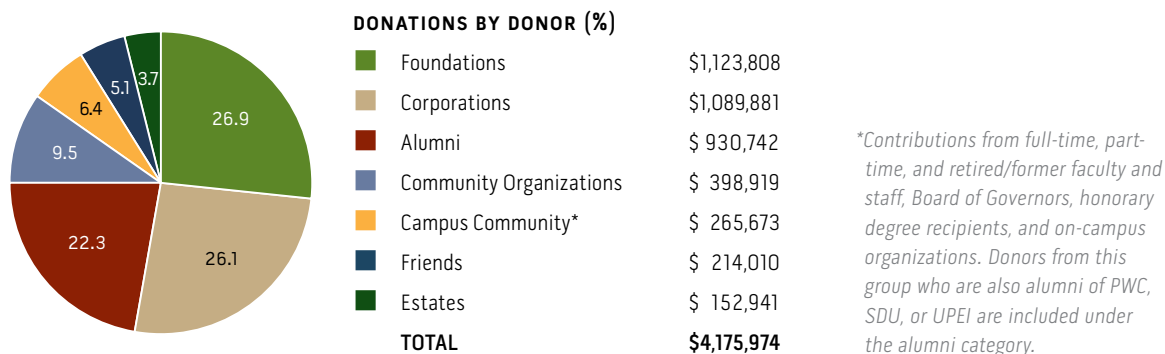 DONATIONS BY DONOR (%)
Foundations $1,123,808
Corporations $1,089,881
Alumni $ 930,742
Community Organizations $ 398,919
Campus Community* $ 265,673
Friends $ 214,010
Estates $ 152,941
TOTAL $4,175,974
26.9
26.1
22.3
9.5
6.4
5.1
3.7
*Contributions from full-time, part-
time, and retired/former faculty and
staff, Board of Governors, honorary
degree recipients, and on-campus
organizations. Donors from this
group who are also alumni of PWC,
SDU, or UPEI are included under
the alumni category.